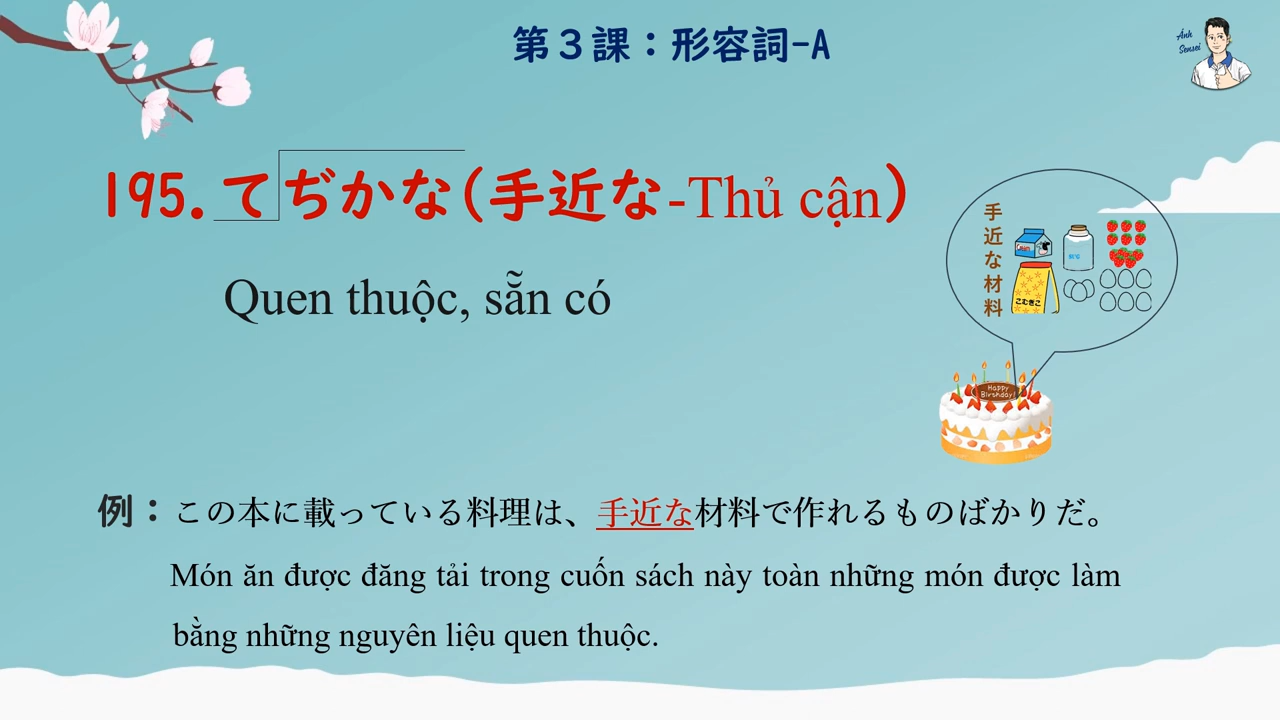 第３課：形容詞-A
Anh
Sensei
195. てぢかな(手近な-Thủ cận)
Quen thuộc, sẵn có
手近な材料
こむぎこ
Happy
Birthday!
例：この本に載っている料理は、手近な材料で作れるものばかりだ。
Món ăn được đăng tải trong cuốn sách này toàn những món được làm
bằng những nguyên liệu quen thuộc.